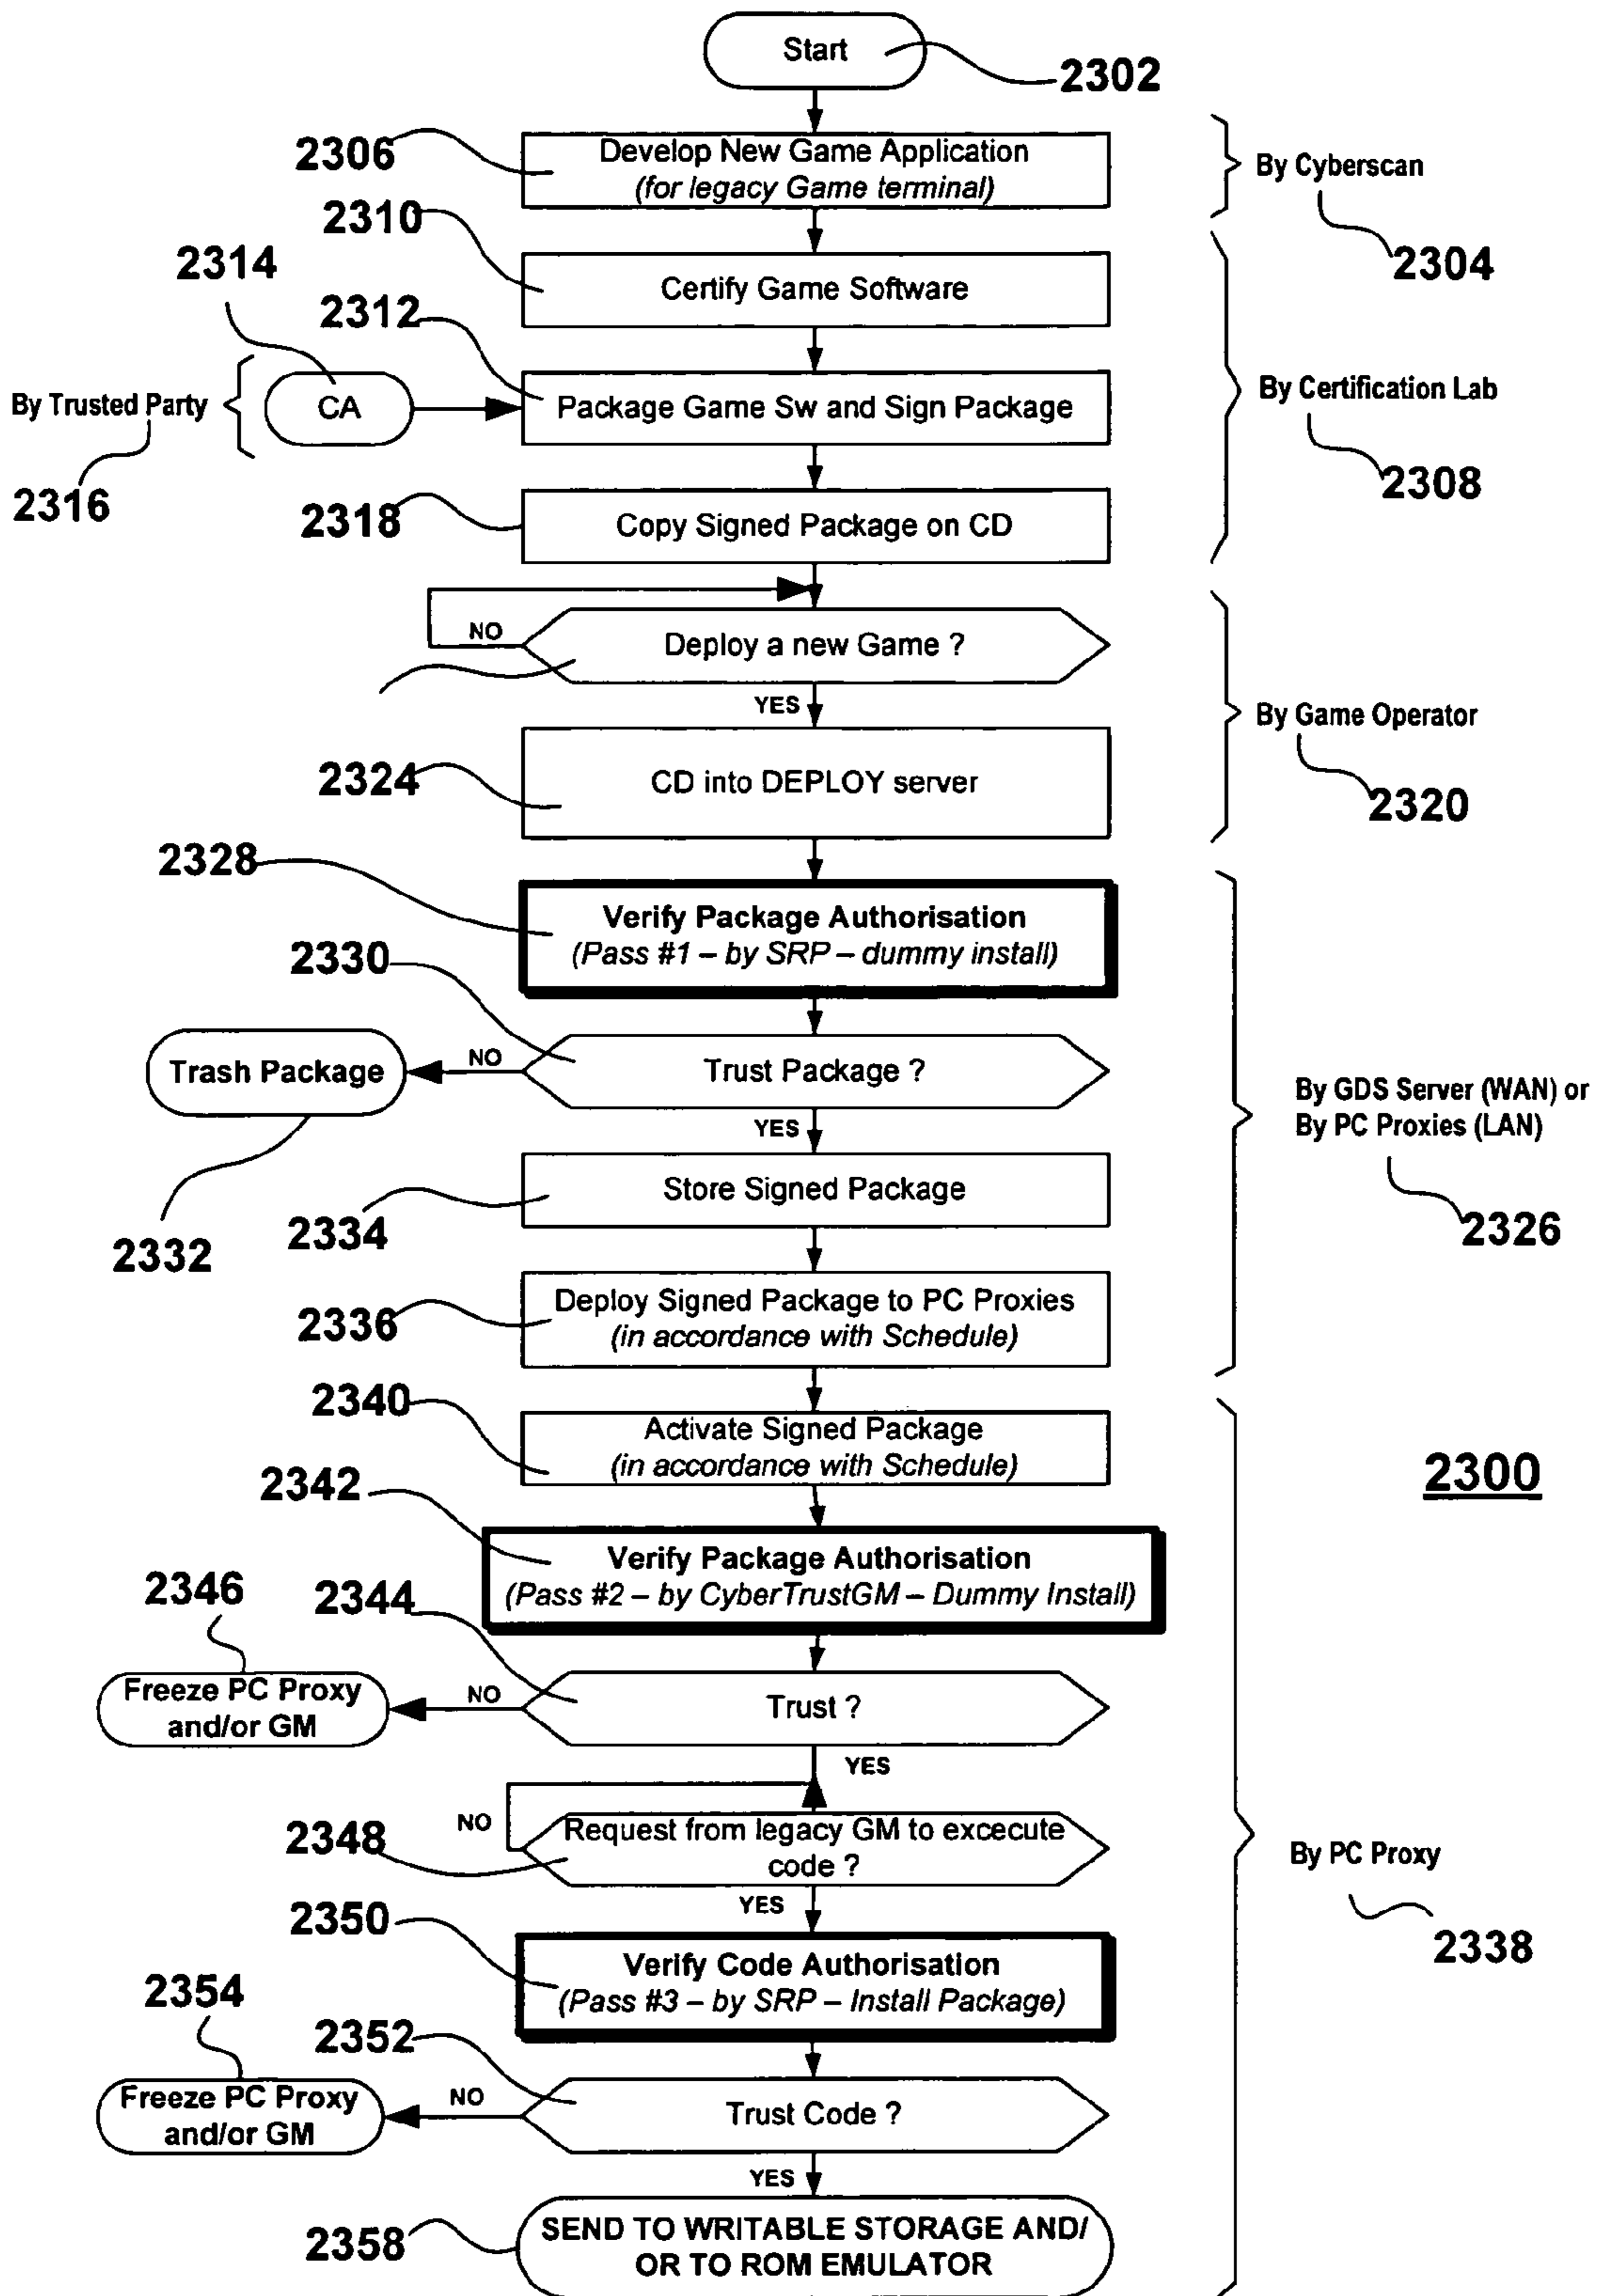 Start
2302
2306
Develop New Game Application
(for legacy Game terminal)
By Cyberscan
2304
2310
Certify Game Software
2314
2312
By Trusted Party
CA
Package Game Sw and Sign Package
By Certification Lab
2308
2316
2318
Copy Signed Package on CD
NO
Deploy a new Game ?
YES
By Game Operator
2324
CD into DEPLOY server
2320
2328
Verify Package Authorisation
(Pass #1 – by SRP – dummy install)
2330
Trash Package
NO
Trust Package ?
YES
By GDS Server (WAN) or
By PC Proxies (LAN)
2332
2334
Store Signed Package
2326
2336
Deploy Signed Package to PC Proxies
(in accordance with Schedule)
2340
Activate Signed Package
(in accordance with Schedule)
2300
2342
Verify Package Authorisation
(Pass #2 – by CyberTrustGM – Dummy Install)
2346
2344
Freeze PC Proxy
and/or GM
NO
Trust ?
YES
NO
2348
Request from legacy GM to excecute
code ?
YES
By PC Proxy
2338
2350
Verify Code Authorisation
(Pass #3 – by SRP – Install Package)
2354
2352
Freeze PC Proxy
and/or GM
NO
Trust Code ?
YES
2358
SEND TO WRITABLE STORAGE AND/
OR TO ROM EMULATOR